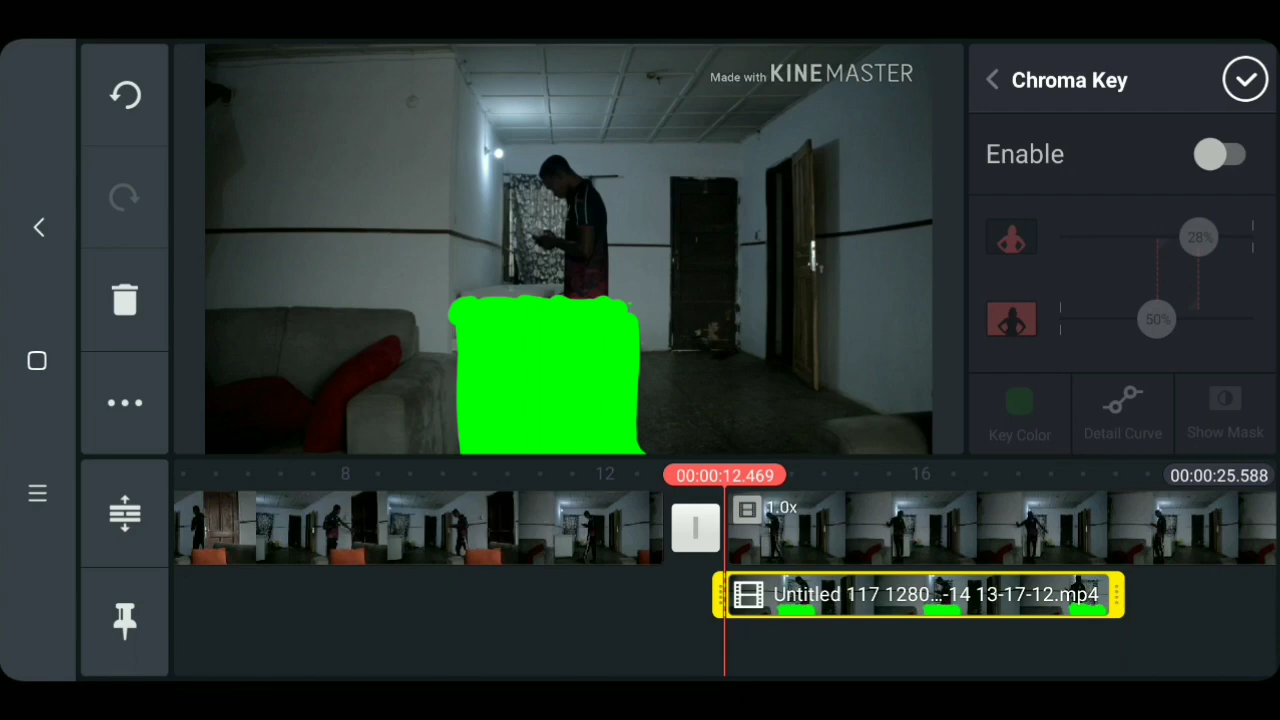 Made with KINEMASTER
Chroma Key
Enable
28%
50%
Key Color
Detail Curve
Show Mask
8
12
00:00:12.469
16
00:00:25.588
1.0x
Untitled 117 1280...-14 13-17-12.mp4